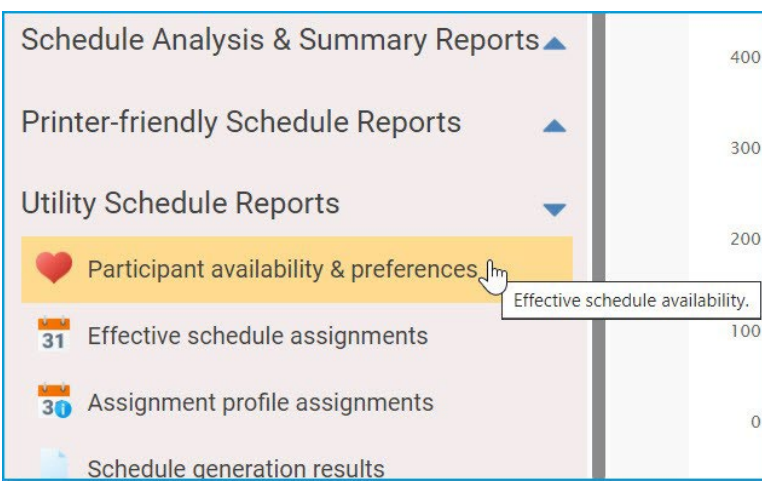 Schedule Analysis & Summary Reports
Printer-friendly Schedule Reports
Utility Schedule Reports
Participant availability & preferences
Effective schedule availability.
31 Effective schedule assignments
3 Assignment profile assignments
Schedule generation results
400
300
200
100
0